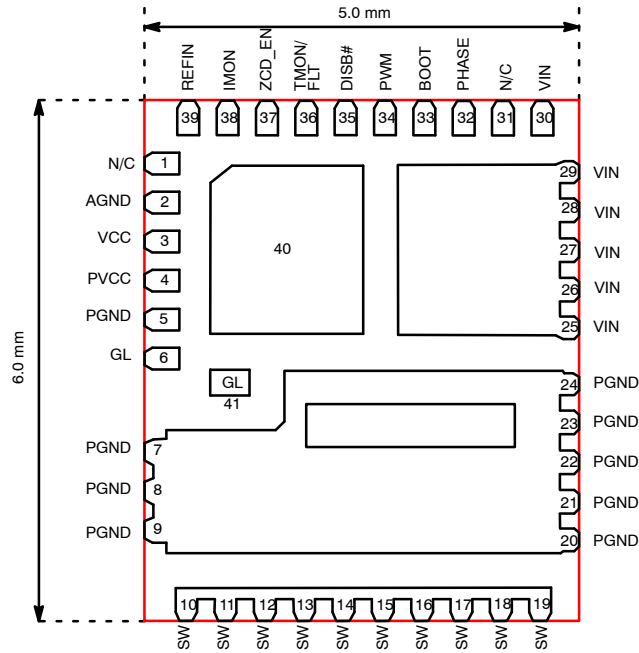 5.0 mm
REFIN
IMON
ZCD_EN
TMON/
FLT
DISB#
PWM
BOOT
PHASE
N/C
VIN
39 38 37 36 35 34 33 32 31 30
6.0 mm
N/C 1
AGND 2
VCC 3
PVCC 4
PGND 5
GL 6
40
29 VIN
28 VIN
27 VIN
26 VIN
25 VIN
GL
41
24 PGND
23 PGND
22 PGND
21 PGND
20 PGND
PGND 7
PGND 8
PGND 9
10 11 12 13 14 15 16 17 18 19
SW SW SW SW SW SW SW SW SW SW